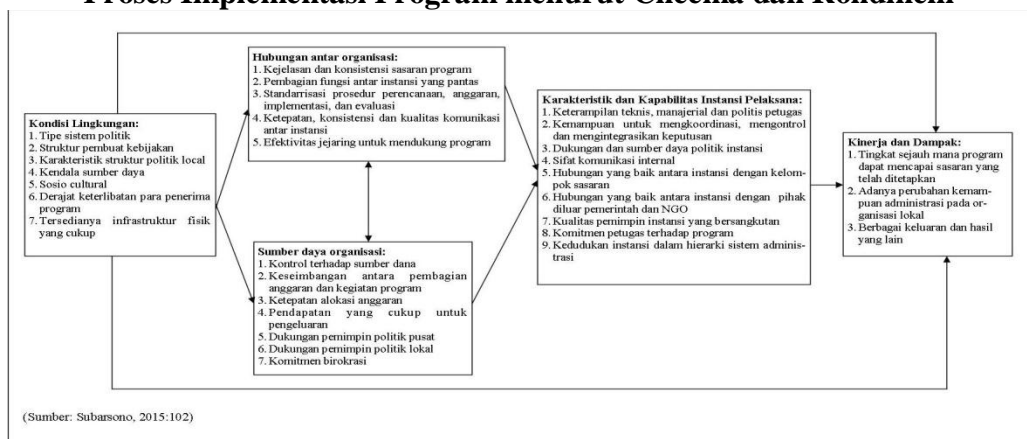 Proses Implementasi Program menurut Cheema dan Rondinelli
Kondisi Lingkungan:
1. Tipe sistem politik
2. Struktur pembuat kebijakan
3. Karakteristik struktur politik local
4. Kendala sumber daya
5. Sosio cultural
6. Derajat keterlibatan para penerima
program
7. Tersedianya infrastruktur fisik
yang cukup
Hubungan antar organisasi:
1. Kejelasan dan konsistensi sasaran program
2. Pembagian fungsi antar instansi yang pantas
3. Standarrisasi prosedur perencanaan, anggaran,
implementasi, dan evaluasi
4. Ketepatan, konsistensi dan kualitas komunikasi
antar instansi
5. Efektivitas jejaring untuk mendukung program
Sumber daya organisasi:
1. Kontrol terhadap sumber dana
2. Keseimbangan antara pembagian
anggaran dan kegiatan program
3. Ketepatan alokasi anggaran
4. Pendapatan yang cukup untuk
pengeluaran
5. Dukungan pemimpin politik pusat
6. Dukungan pemimpin politik lokal
7. Komitmen birokrasi
Karakteristik dan Kapabilitas Instansi Pelaksana:
1. Keterampilan teknis, manajerial dan politis petugas
2. Kemampuan untuk mengkoordinasi, mengontrol
dan mengintegrasikan keputusan
3. Dukungan dan sumber daya politik instansi
4. Sifat komunikasi internal
5. Hubungan yang baik antara instansi dengan kelom-
pok sasaran
6. Hubungan yang baik antara instansi dengan pihak
diluar pemerintah dan NGO
7. Kualitas pemimpin instansi yang bersangkutan
8. Komitmen petugas terhadap program
9. Kedudukan instansi dalam hierarki sistem adminis-
trasi
Kinerja dan Dampak:
1. Tingkat sejauh mana program
dapat mencapai sasaran yang
telah ditetapkan
2. Adanya perubahan kemam-
puan administrasi pada or-
ganisasi lokal
3. Berbagai keluaran dan hasil
yang lain
(Sumber: Subarsono, 2015:102)